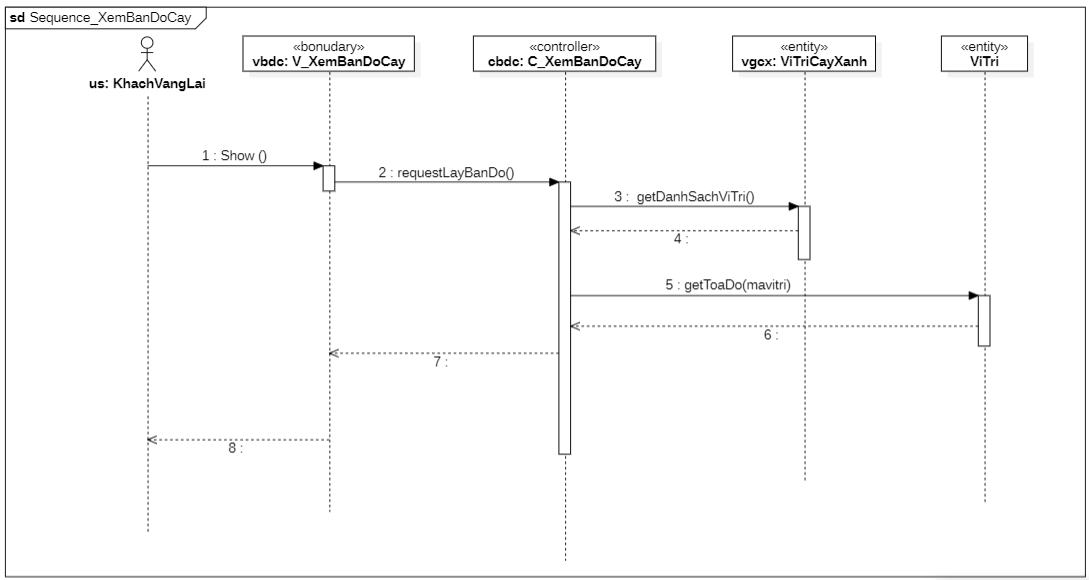 sd Sequence_XemBanDoCay
us: KhachVangLai
«bonudary»
vbdc: V_XemBanDoCay
«controller»
cbdc: C_XemBanDoCay
«entity»
vgcx: ViTriCayXanh
«entity»
ViTri
1 : Show ()
2 : requestLayBanDo()
3 : getDanhSachViTri()
4 :
5 : getToaDo(mavitri)
6 :
7 :
8 :